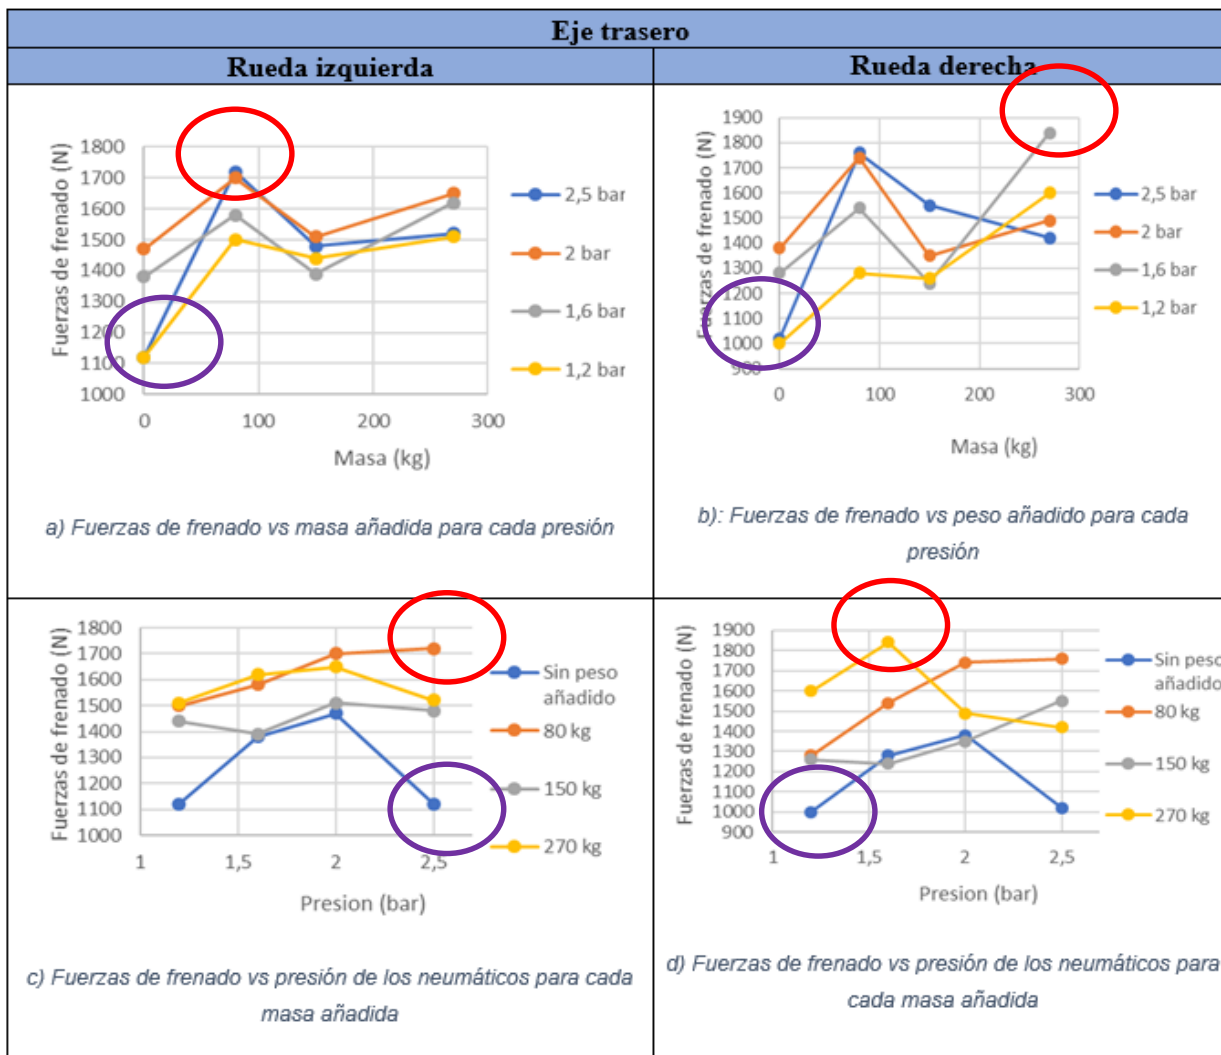 Eje trasero
Rueda izquierda
Rueda derecha
Fuerzas de frenado (N)
1800
1700
1600
1500
1400
1300
1200
1100
1000
0
100
200
300
Masa (kg)
2,5 bar
2 bar
1,6 bar
1,2 bar
a) Fuerzas de frenado vs masa añadida para cada presión
Fuerzas de frenado (N)
1900
1800
1700
1600
1500
1400
1300
1200
1100
1000
900
0
100
200
300
Masa (kg)
2,5 bar
2 bar
1,6 bar
1,2 bar
b): Fuerzas de frenado vs peso añadido para cada
presión
Fuerzas de frenado (N)
1800
1700
1600
1500
1400
1300
1200
1100
1000
1
1,5
2
2,5
Presion (bar)
Sin peso
añadido
80 kg
150 kg
270 kg
c) Fuerzas de frenado vs presión de los neumáticos para cada
masa añadida
Fuerzas de frenado (N)
1900
1800
1700
1600
1500
1400
1300
1200
1100
1000
900
1
1,5
2
2,5
Presion (bar)
Sin peso
añadido
80 kg
150 kg
270 kg
d) Fuerzas de frenado vs presión de los neumáticos para
cada masa añadida